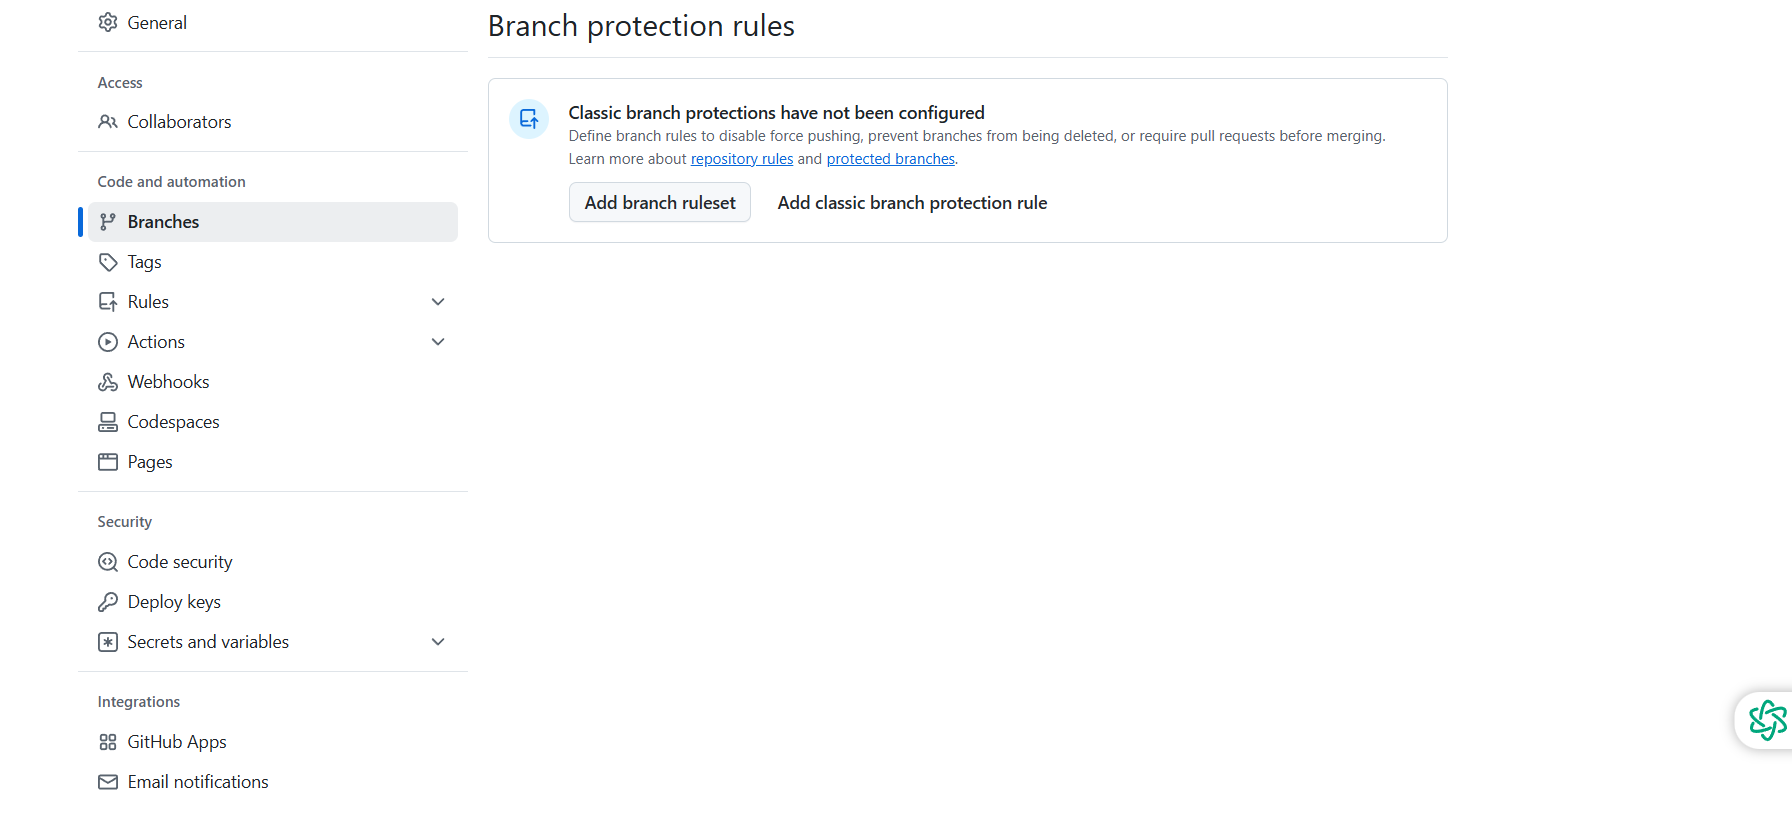 General
Access
Collaborators
Code and automation
Branches
Tags
Rules
Actions
Webhooks
Codespaces
Pages
Security
Code security
Deploy keys
Secrets and variables
Integrations
GitHub Apps
Email notifications
Branch protection rules
Classic branch protections have not been configured
Define branch rules to disable force pushing, prevent branches from being deleted, or require pull requests before merging.
Learn more about repository rules and protected branches.
Add branch ruleset
Add classic branch protection rule